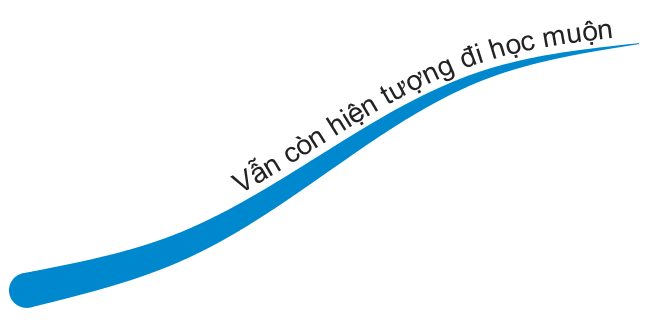 Vẫn còn hiện tượng đi học muộn